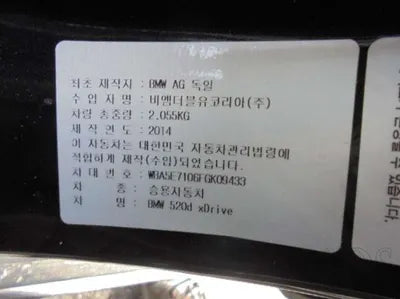 최초 제작자 : BMW AG 독일
수 입 자 명 : 비엠더블유코리아(주)
차량 총중량 : 2.055KG
제 작 연 도 : 2014
이 자동차는 대한민국 자동차관리법령에
적합하게 제작(수입)되었습니다.
차 대 번 호 : WBA5E7106FGK09433
차 종 : 승용자동차
차 명 : BMW 520d xDrive